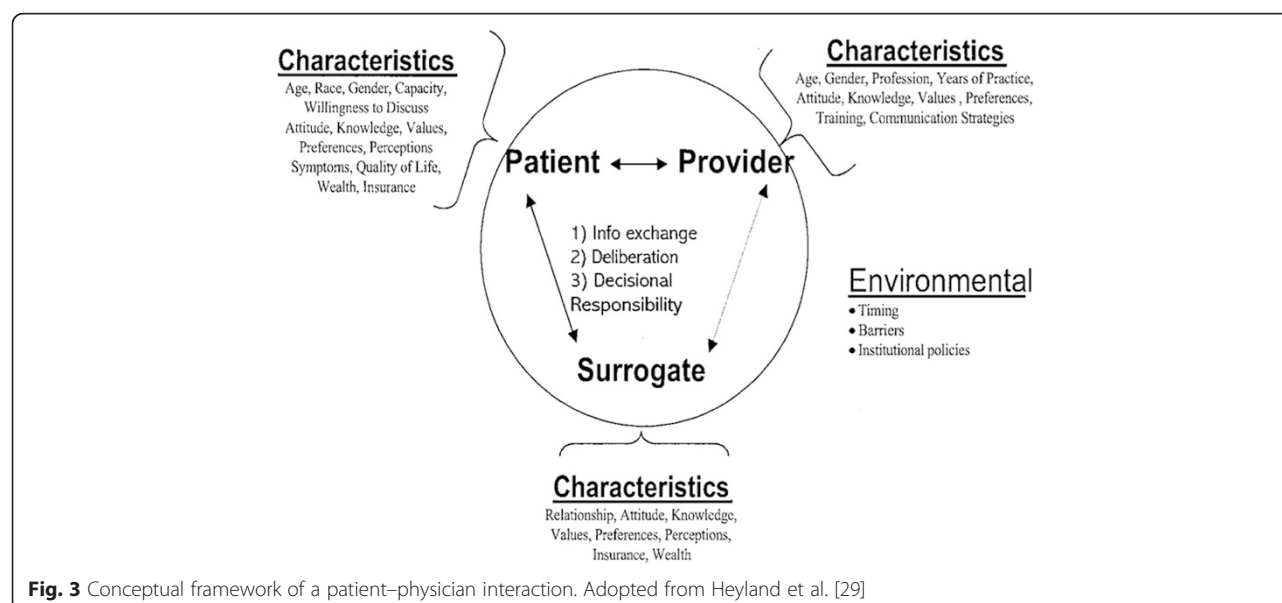 Characteristics
Age, Race, Gender, Capacity,
Willingness to Discuss
Attitude, Knowledge, Values,
Preferences, Perceptions
Symptoms, Quality of Life,
Wealth, Insurance
Characteristics
Age, Gender, Profession, Years of Practice,
Attitude, Knowledge, Values , Preferences,
Training, Communication Strategies
Patient Provider
1) Info exchange
2) Deliberation
3) Decisional
Responsibility
Surrogate
Environmental
• Timing
• Barriers
• Institutional policies
Characteristics
Relationship, Attitude, Knowledge,
Values, Preferences, Perceptions,
Insurance, Wealth
Fig. 3 Conceptual framework of a patient–physician interaction. Adopted from Heyland et al. [29]